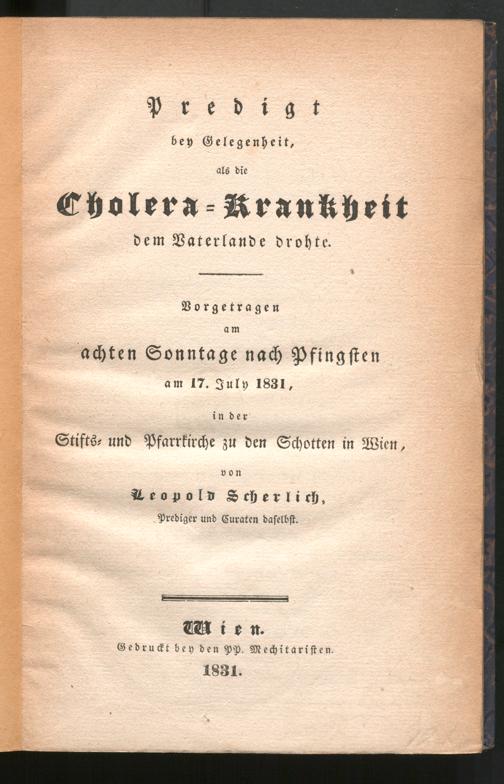 Predigt
bey Gelegenheit,
als die
Cholera-Krankheit
dem Vaterlande drohte.
Vorgetragen
am
achten Sonntage nach Pfingsten
am 17. July 1831,
in der
Stifts- und Pfarrkirche zu den Schotten in Wien,
von
Leopold Scherlich,
Prediger und Curaten daselbst.
Wien.
Gedruckt bey den PP. Mechitaristen.
1831.